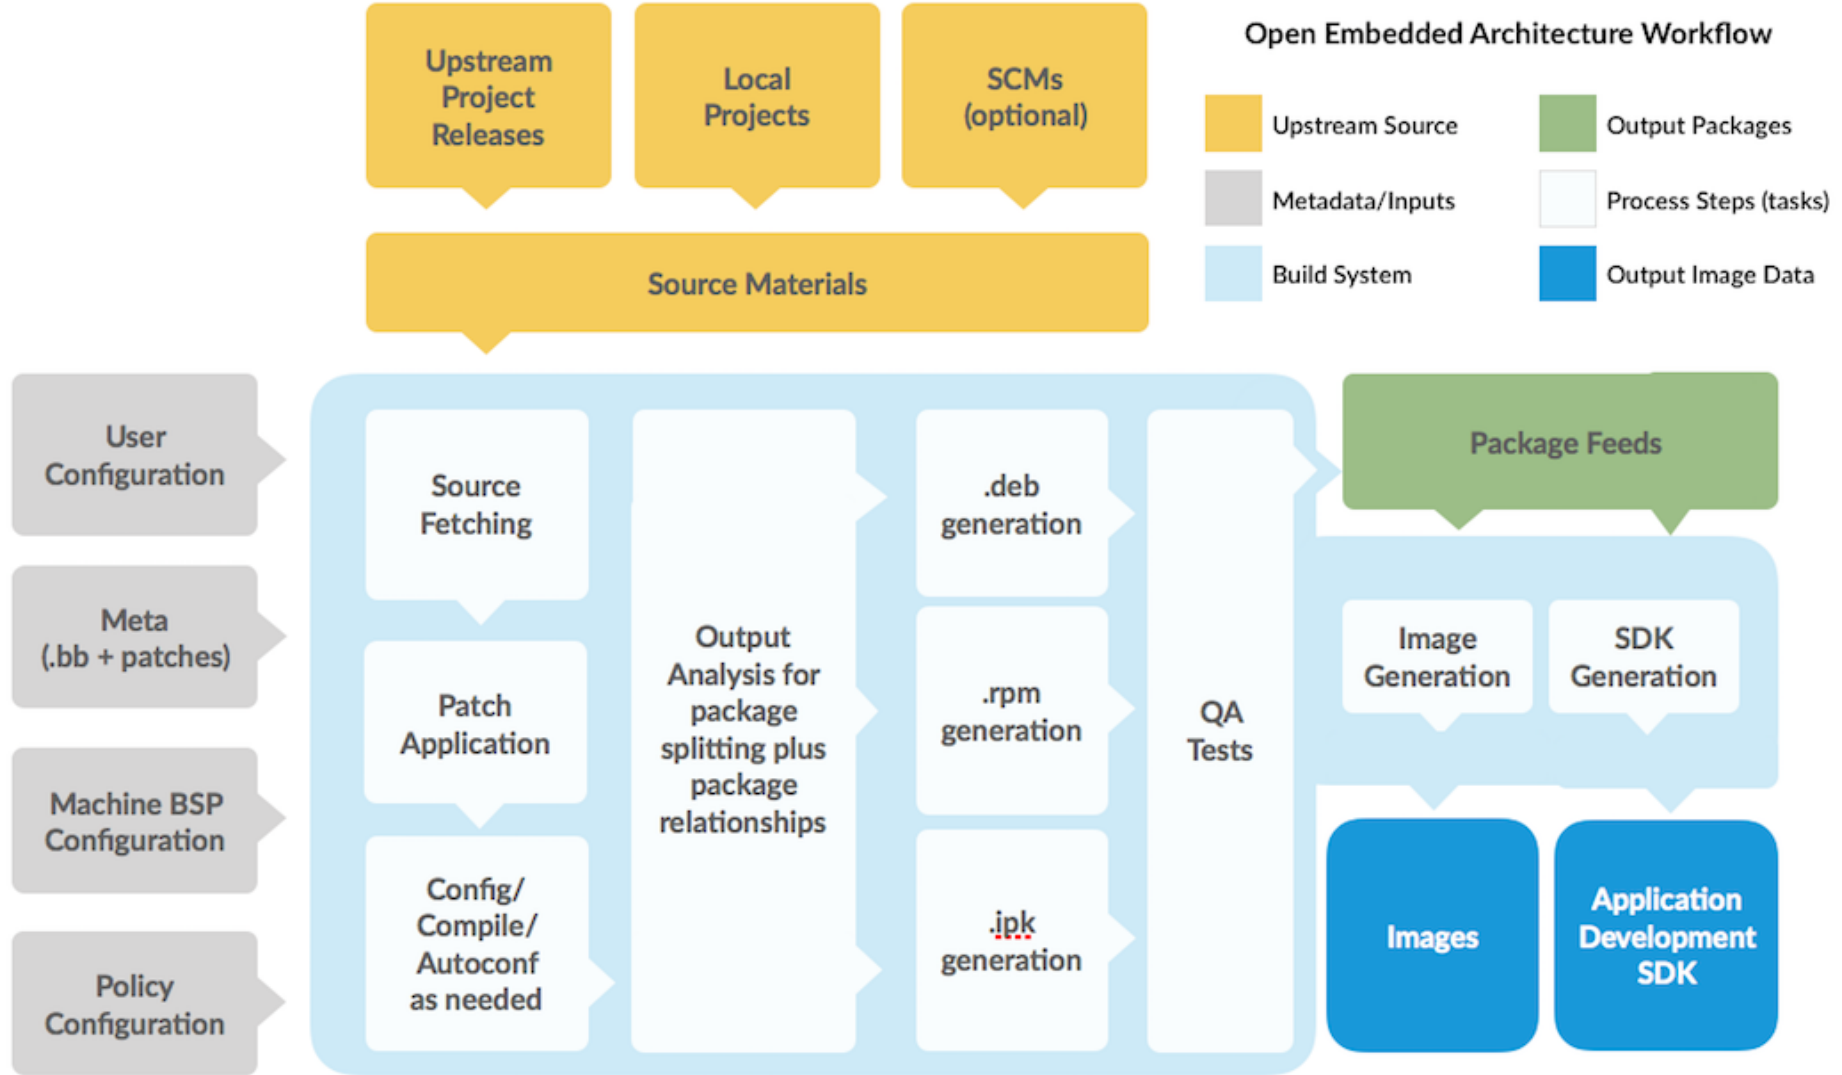 Open Embedded Architecture Workflow
Upstream Source
Metadata/Inputs
Build System
Output Packages
Process Steps (tasks)
Output Image Data
Upstream
Project
Releases
Local
Projects
SCMs
(optional)
Source Materials
User
Configuration
Meta
(.bb + patches)
Machine BSP
Configuration
Policy
Configuration
Source
Fetching
Patch
Application
Config/
Compile/
Autoconf
as needed
Output
Analysis for
package
splitting plus
package
relationships
.deb
generation
.rpm
generation
.ipk
generation
QA
Tests
Package Feeds
Image
Generation
SDK
Generation
Images
Application
Development
SDK